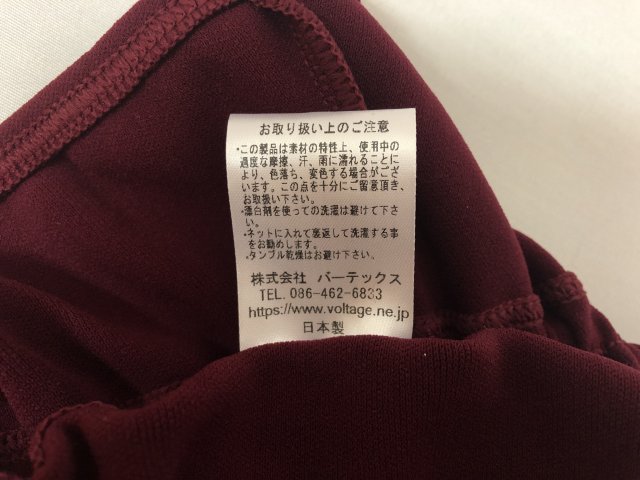 お取り扱い上のご注意
・この製品は素材の特性上、使用中の
過度な摩擦、汗、雨に濡れることに
より、色落ち、変色する場合がござ
います。この点を十分にご留意頂き、
お取扱い下さい。
・漂白剤を使っての洗濯は避けて下さ
い。
・ネットに入れて裏返して洗濯する事
をお勧めします。
・タンブル乾燥はお避け下さい。
株式会社 バーテックス
TEL. 086-462-6833
https://www.voltage.ne.jp
日本製